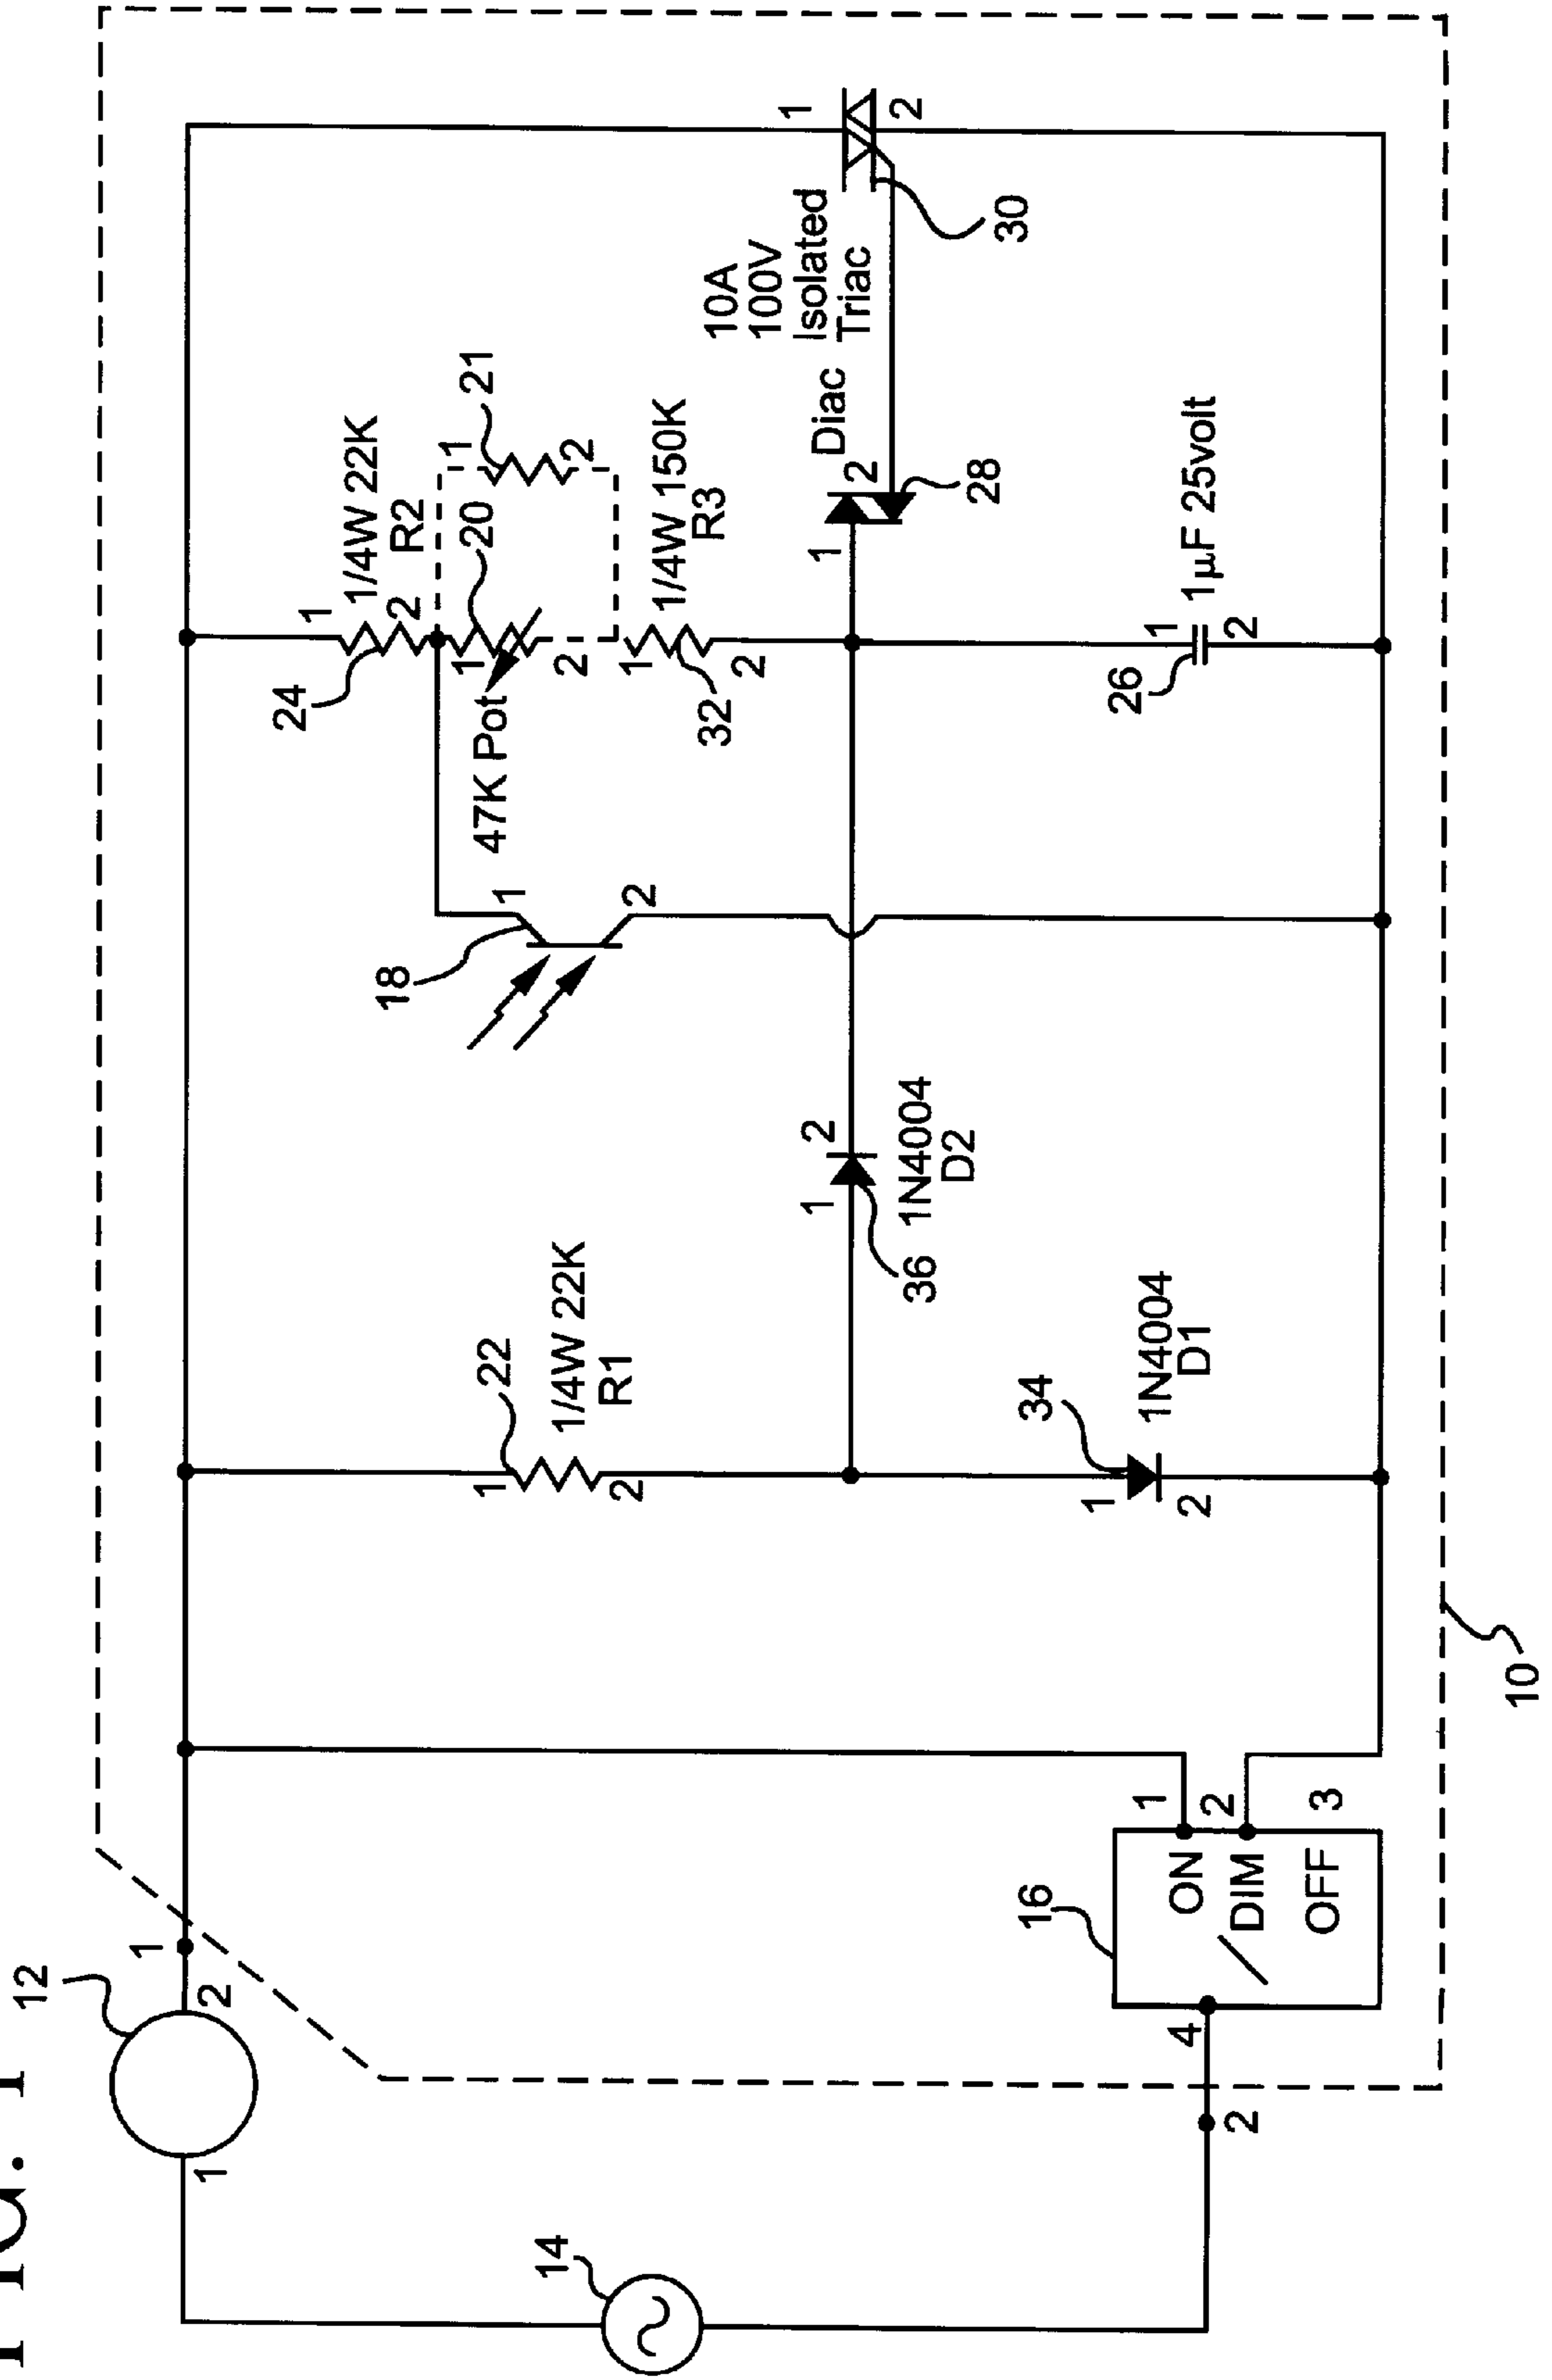 FIG. 1
12
1
1 2
24
1
1/4W 22K
R2
2
18
1
21
20
1
47K Pot
1
2
22
1
1/4W 22K
R1
2
14
2
2
1
1/4W 150K
R3
32
2
10A
100V
Isolated
Triac
1
2
30
Diac
1
2
28
1
2
36
1N4004
D2
16
34
1
1N4004
D1
2
26
1
1µF 25volt
2
4
ON
1
/DIM
2
OFF
3
2
10